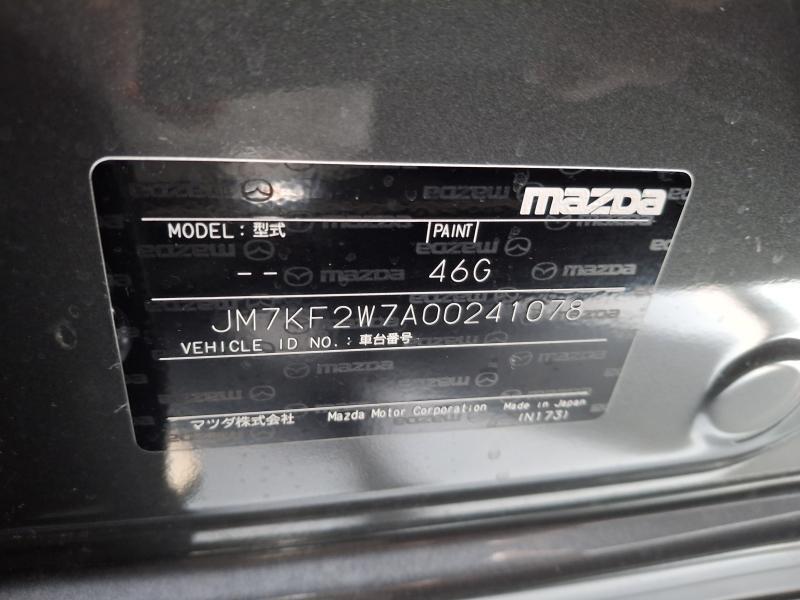 mazda
MODEL：型式 PAINT
-- 46G
JM7KF2W7A00241078
VEHICLE ID NO.：車台番号
マツダ株式会社 Mazda Motor Corporation Made in Japan
(N173)